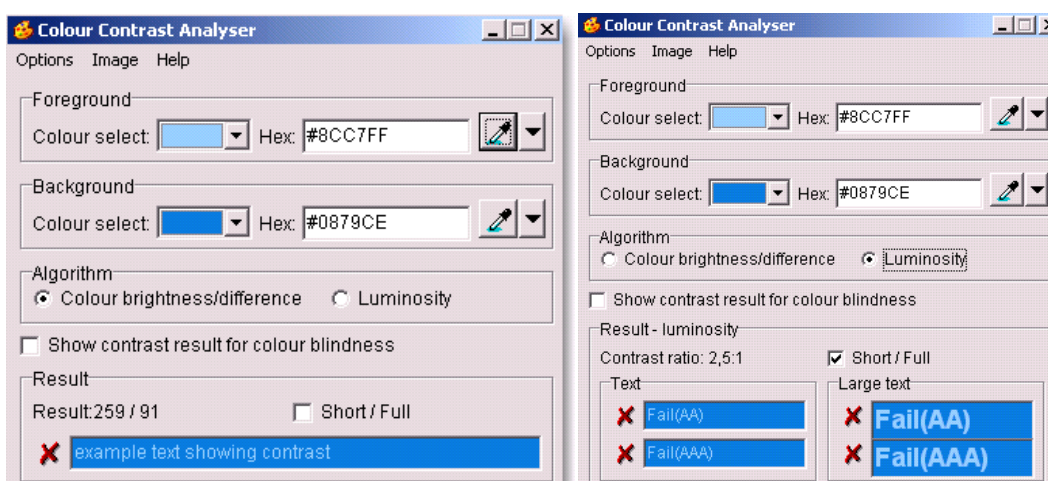 Colour Contrast Analyser
Options Image Help
Foreground
Colour select: Hex: #8CC7FF
Background
Colour select: Hex: #0879CE
Algorithm
Colour brightness/difference Luminosity
Show contrast result for colour blindness
Result
Result:259 / 91 Short / Full
example text showing contrast
Colour Contrast Analyser
Options Image Help
Foreground
Colour select: Hex: #8CC7FF
Background
Colour select: Hex: #0879CE
Algorithm
Colour brightness/difference Luminosity
Show contrast result for colour blindness
Result - luminosity
Contrast ratio: 2,5:1 Short / Full
Text Large text
Fail(AA) Fail(AA)
Fail(AAA) Fail(AAA)